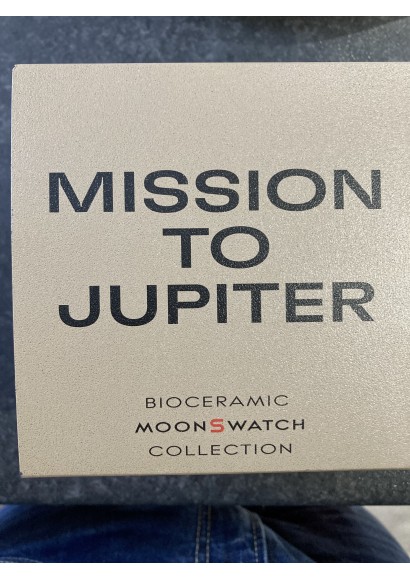 MISSION
TO
JUPITER
BIOCERAMIC
MOONSWATCH
COLLECTION